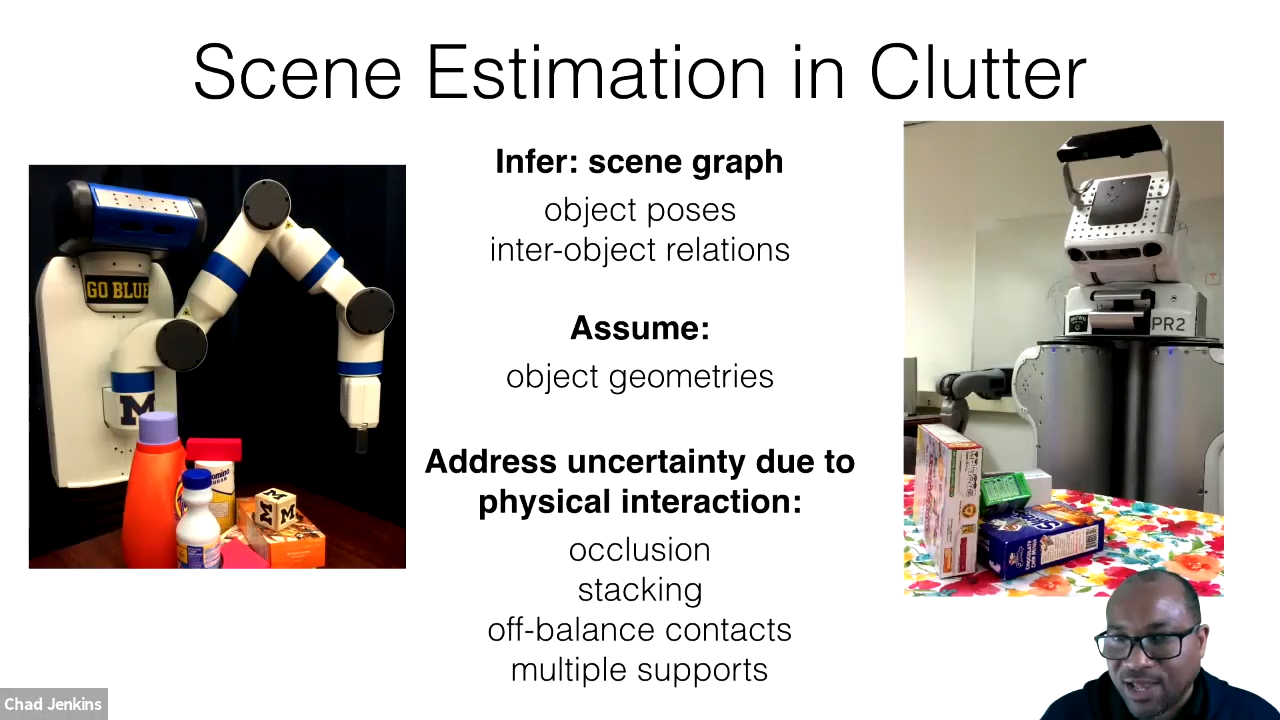 Scene Estimation in Clutter
Infer: scene graph
object poses
inter-object relations
Assume:
object geometries
Address uncertainty due to
physical interaction:
occlusion
stacking
off-balance contacts
multiple supports
GO BLUE
M
M
M
PR2
Chad Jenkins